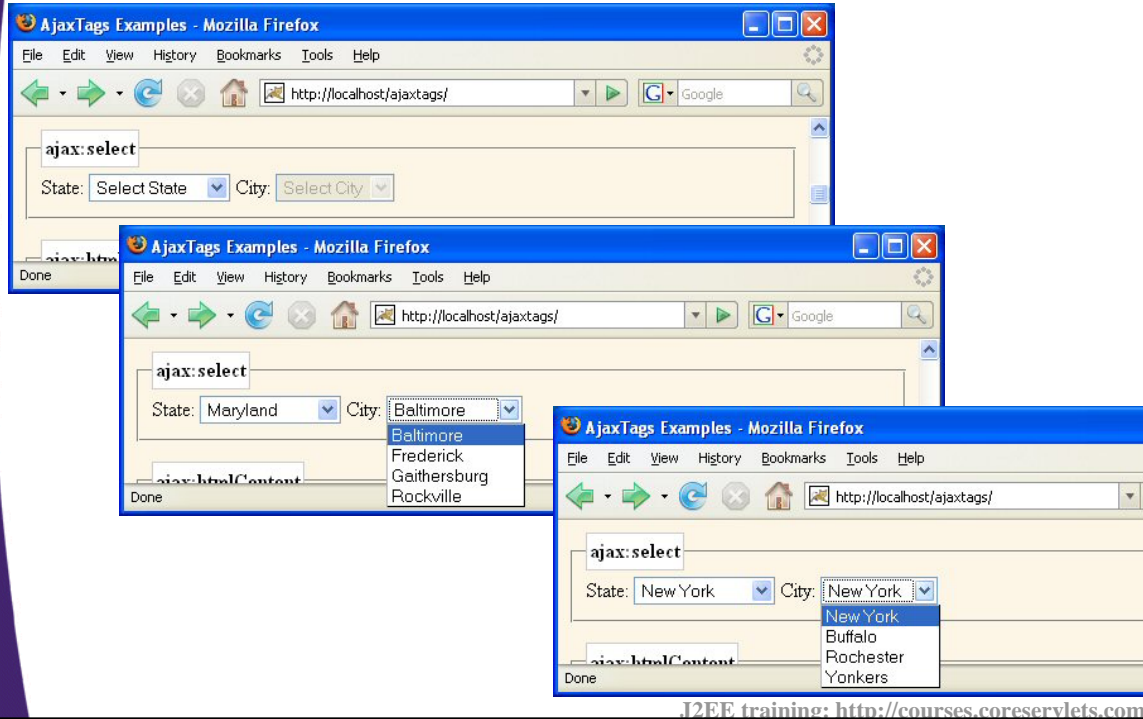 AjaxTags Examples - Mozilla Firefox
File Edit View History Bookmarks Tools Help
http://localhost/ajaxtags/ G Google
ajax:select
State: Select State City: Select City
Done
AjaxTags Examples - Mozilla Firefox
File Edit View History Bookmarks Tools Help
http://localhost/ajaxtags/ G Google
ajax:select
State: Maryland City: Baltimore
Baltimore
Frederick
Gaithersburg
Rockville
ajax:htmlContent
Done
AjaxTags Examples - Mozilla Firefox
File Edit View History Bookmarks Tools Help
http://localhost/ajaxtags/
ajax:select
State: New York City: New York
New York
Buffalo
Rochester
Yonkers
ajax:htmlContent
Done
J2EE training: http://courses.coreservlets.com